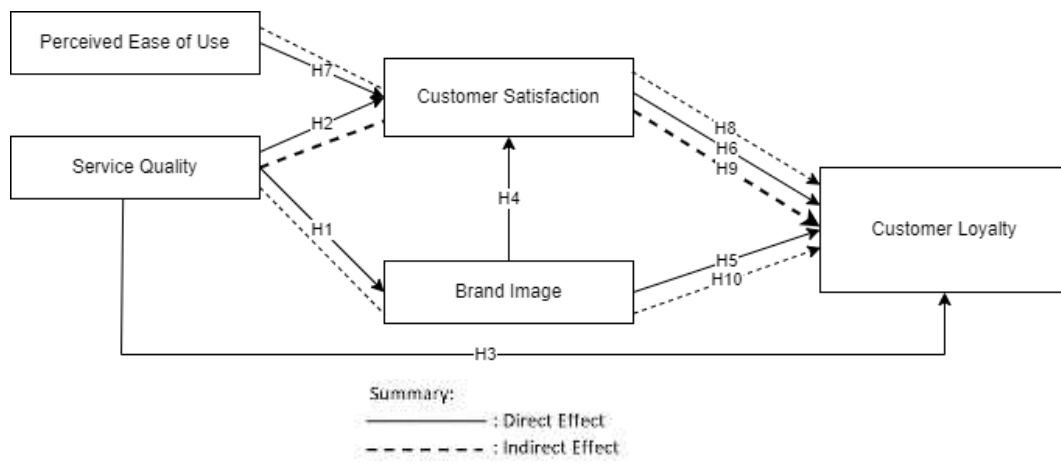 Perceived Ease of Use
H7
Customer Satisfaction
H2
Service Quality
H8
H6
H9
H4
H1
Customer Loyalty
H5
Brand Image
H10
H3
Summary:
: Direct Effect
: Indirect Effect